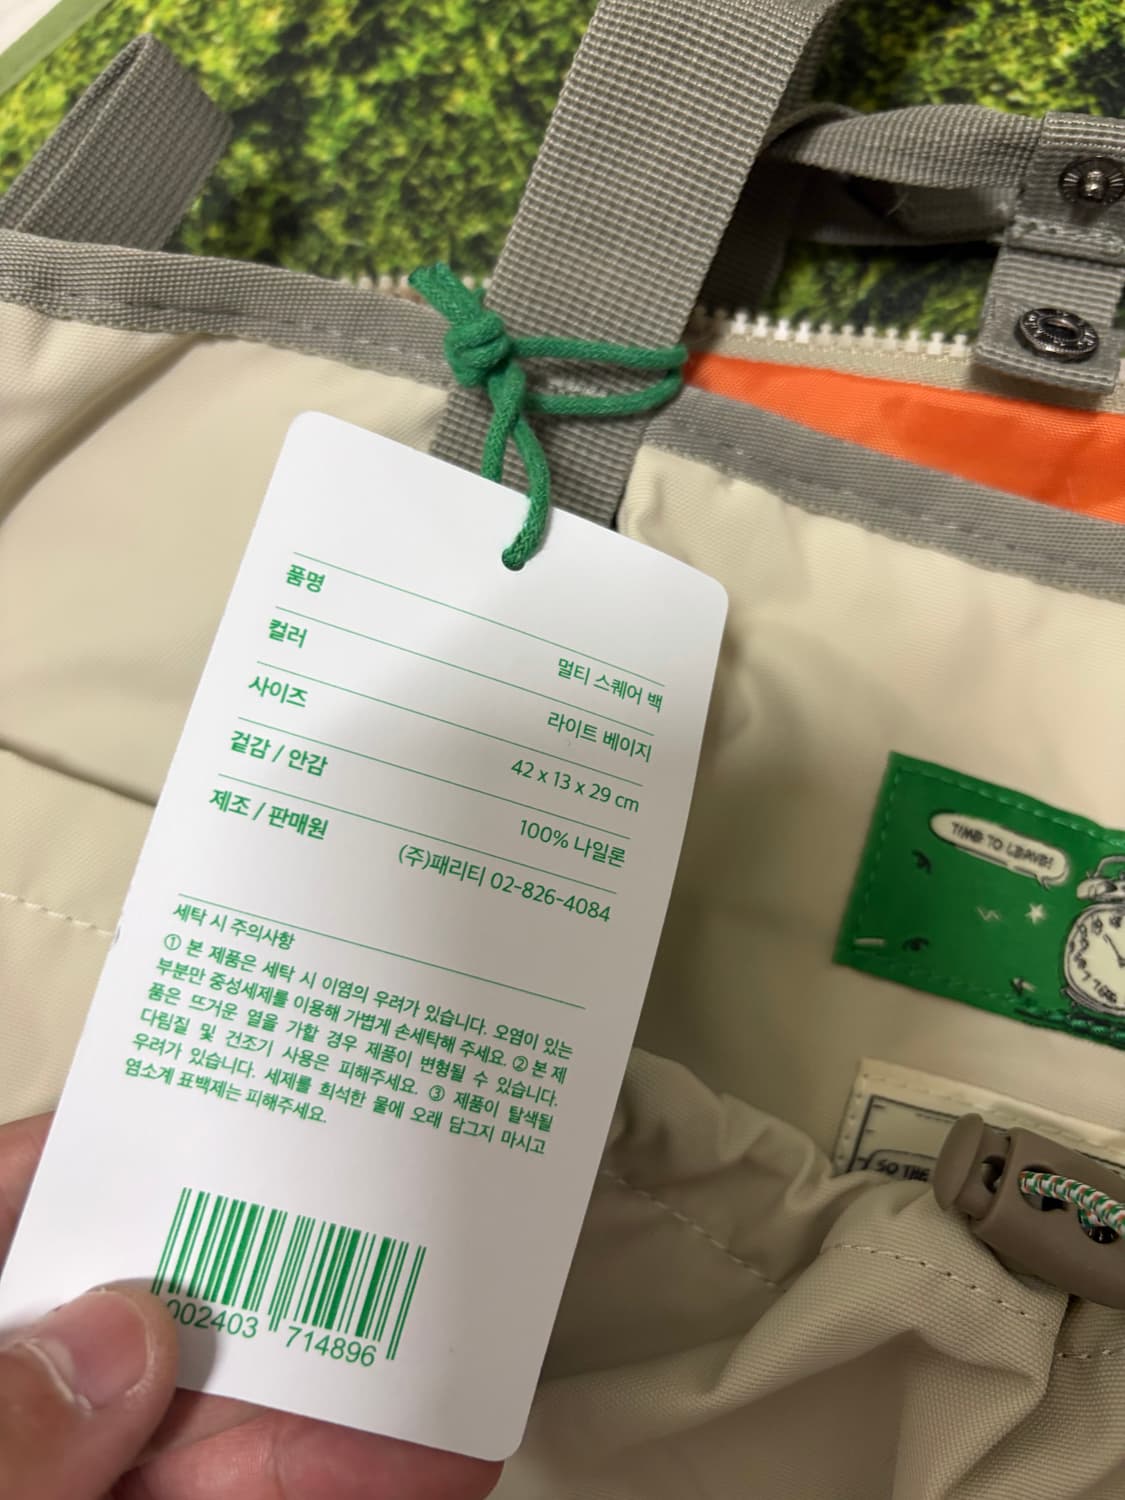 품명
멀티 스퀘어 백
컬러
라이트 베이지
사이즈
42 x 13 x 29 cm
겉감 / 안감
100% 나일론
제조 / 판매원
(주)패리티 02-826-4084
세탁 시 주의사항
① 본 제품은 세탁 시 이염의 우려가 있습니다. 오염이 있는
부분만 중성세제를 이용해 가볍게 손세탁해 주세요. ② 본 제
품은 뜨거운 열을 가할 경우 제품이 변형될 수 있습니다.
다림질 및 건조기 사용은 피해주세요. ③ 제품이 탈색될
우려가 있습니다. 세제를 희석한 물에 오래 담그지 마시고
염소계 표백제는 피해주세요.
002403 714896
TIME TO LEAVE!
SO THE